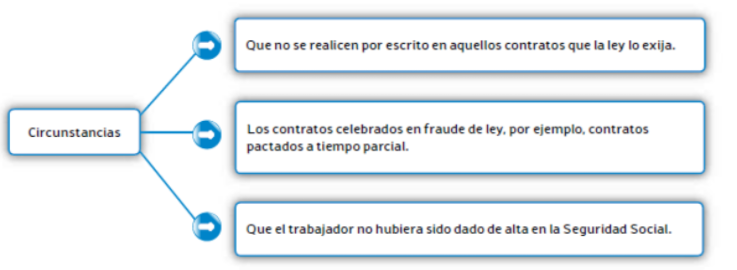 Que no se realicen por escrito en aquellos contratos que la ley lo exija.
Circunstancias
Los contratos celebrados en fraude de ley, por ejemplo, contratos
pactados a tiempo parcial.
Que el trabajador no hubiera sido dado de alta en la Seguridad Social.